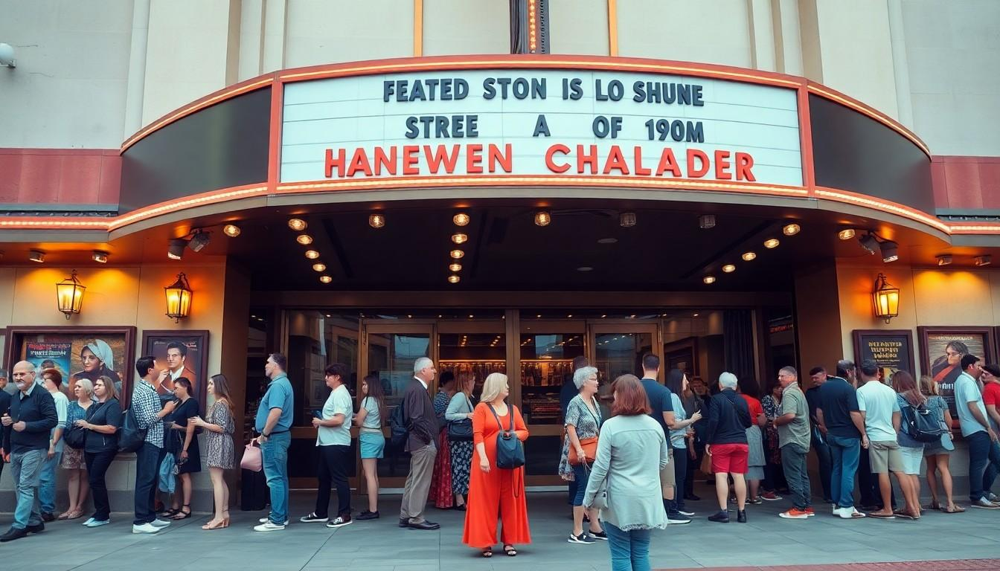 FEATED STON IS LO SHUNE
STREE A OF 190M
HANEWEN CHALADER